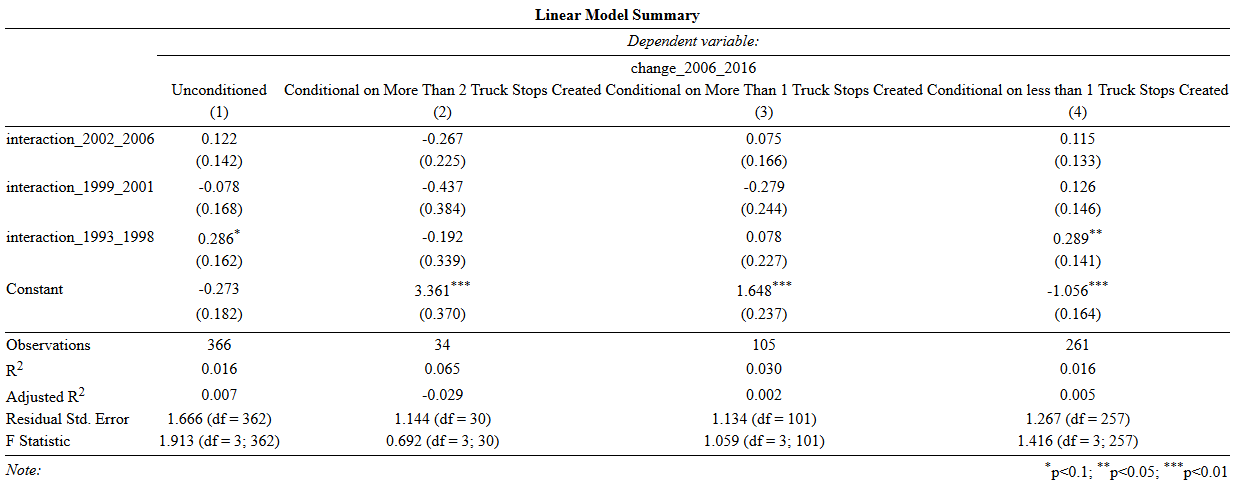 Linear Model Summary
Dependent variable:
change_2006_2016
Unconditioned Conditional on More Than 2 Truck Stops Created Conditional on More Than 1 Truck Stops Created Conditional on less than 1 Truck Stops Created
(1) (2) (3) (4)
interaction_2002_2006 0.122 -0.267 0.075 0.115
(0.142) (0.225) (0.166) (0.133)
interaction_1999_2001 -0.078 -0.437 -0.279 0.126
(0.168) (0.384) (0.244) (0.146)
interaction_1993_1998 0.286* -0.192 0.078 0.289**
(0.162) (0.339) (0.227) (0.141)
Constant -0.273 3.361*** 1.648*** -1.056***
(0.182) (0.370) (0.237) (0.164)
Observations 366 34 105 261
R2 0.016 0.065 0.030 0.016
Adjusted R2 0.007 -0.029 0.002 0.005
Residual Std. Error 1.666 (df = 362) 1.144 (df = 30) 1.134 (df = 101) 1.267 (df = 257)
F Statistic 1.913 (df = 3; 362) 0.692 (df = 3; 30) 1.059 (df = 3; 101) 1.416 (df = 3; 257)
Note: *p<0.1; **p<0.05; ***p<0.01